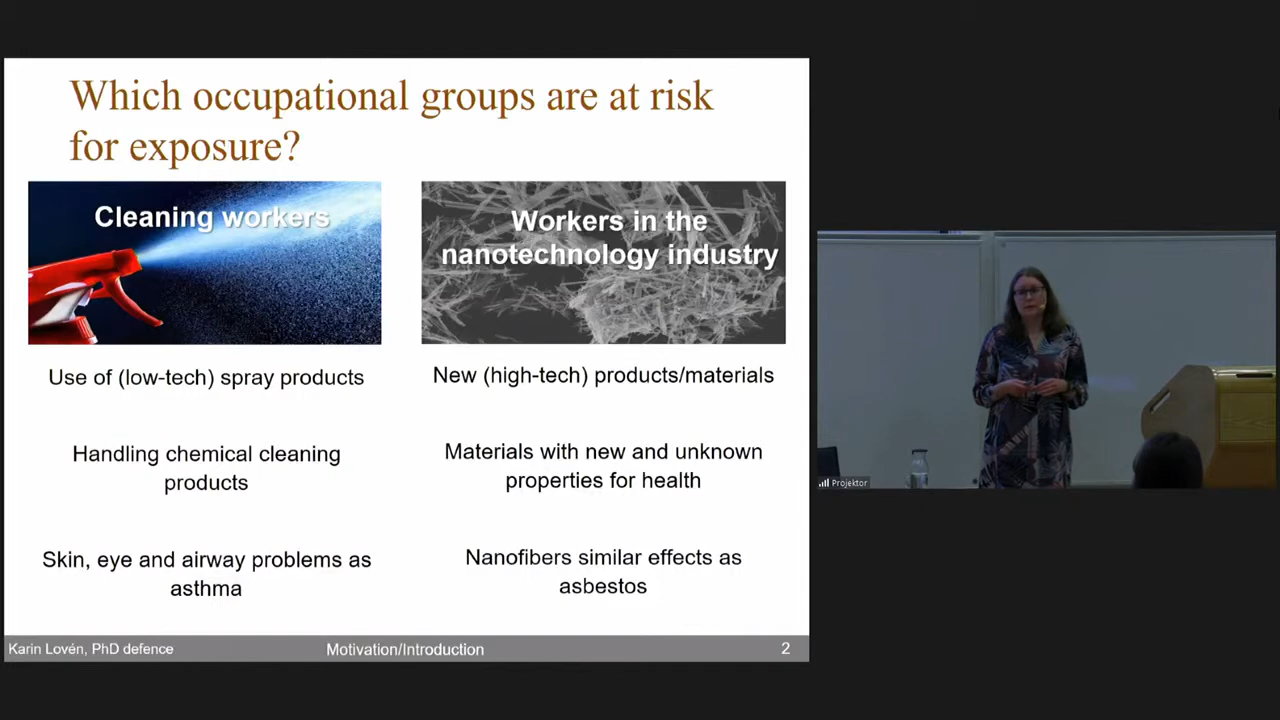 Which occupational groups are at risk
for exposure?
Cleaning workers
Use of (low-tech) spray products
Handling chemical cleaning
products
Skin, eye and airway problems as
asthma
Workers in the
nanotechnology industry
New (high-tech) products/materials
Materials with new and unknown
properties for health
Nanofibers similar effects as
asbestos
Karin Lovén, PhD defence
Motivation/Introduction
2
Projektor